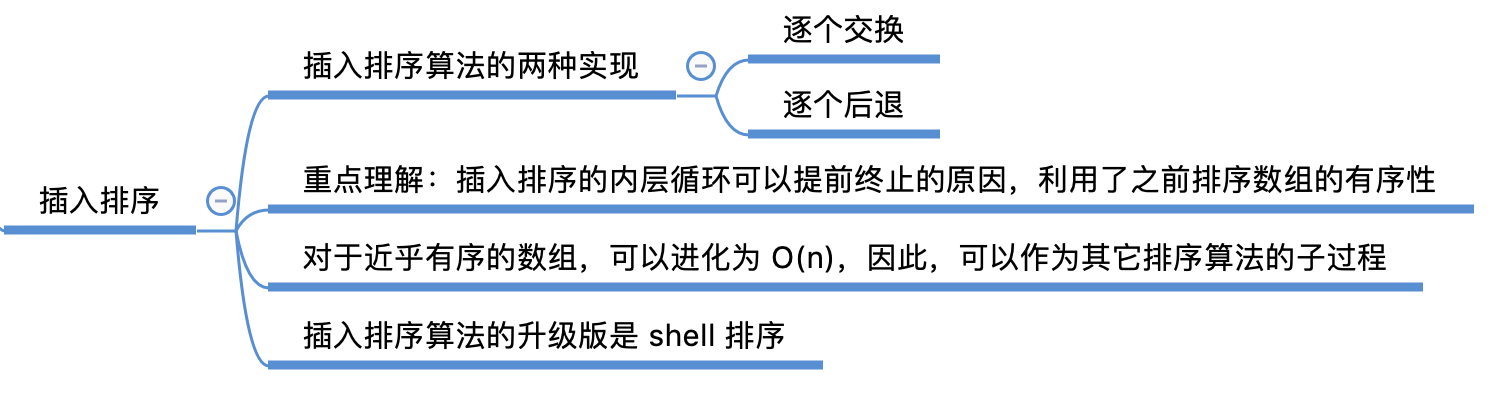 逐个交换
插入排序算法的两种实现
逐个后退
重点理解：插入排序的内层循环可以提前终止的原因，利用了之前排序数组的有序性
插入排序
对于近乎有序的数组，可以进化为 O(n)，因此，可以作为其它排序算法的子过程
插入排序算法的升级版是 shell 排序